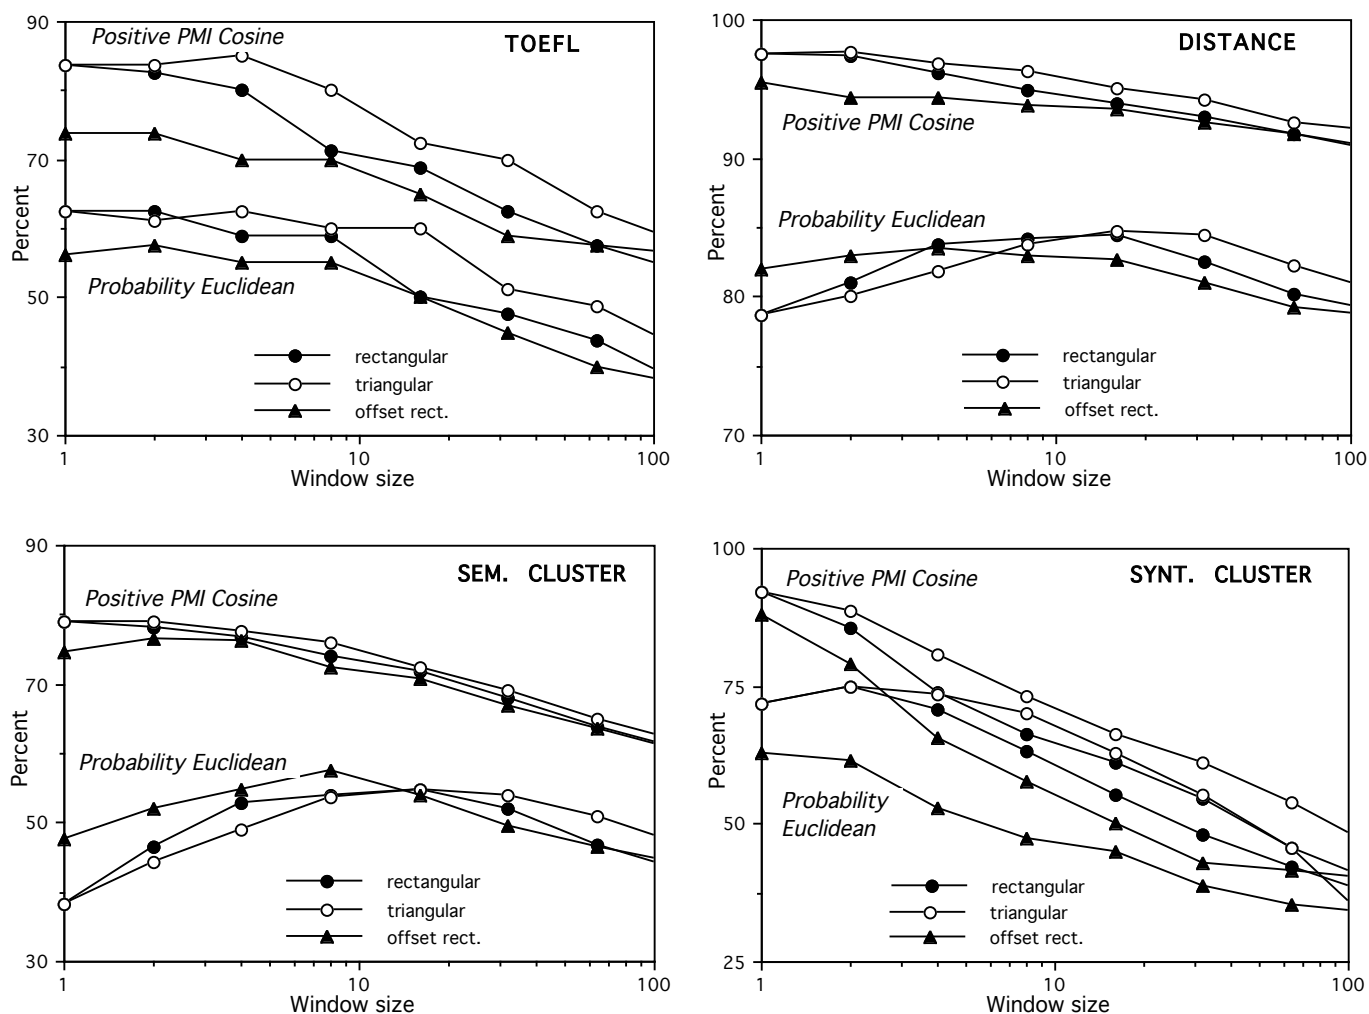 TOEFL
Positive PMI Cosine
Probability Euclidean
rectangular
triangular
offset rect.
90
70
50
30
Percent
1
10
100
Window size
DISTANCE
Positive PMI Cosine
Probability Euclidean
rectangular
triangular
offset rect.
100
90
80
70
Percent
1
10
100
Window size
SEM. CLUSTER
Positive PMI Cosine
Probability Euclidean
rectangular
triangular
offset rect.
90
70
50
30
Percent
1
10
100
Window size
SYNT. CLUSTER
Positive PMI Cosine
Probability
Euclidean
rectangular
triangular
offset rect.
100
75
50
25
Percent
1
10
100
Window size